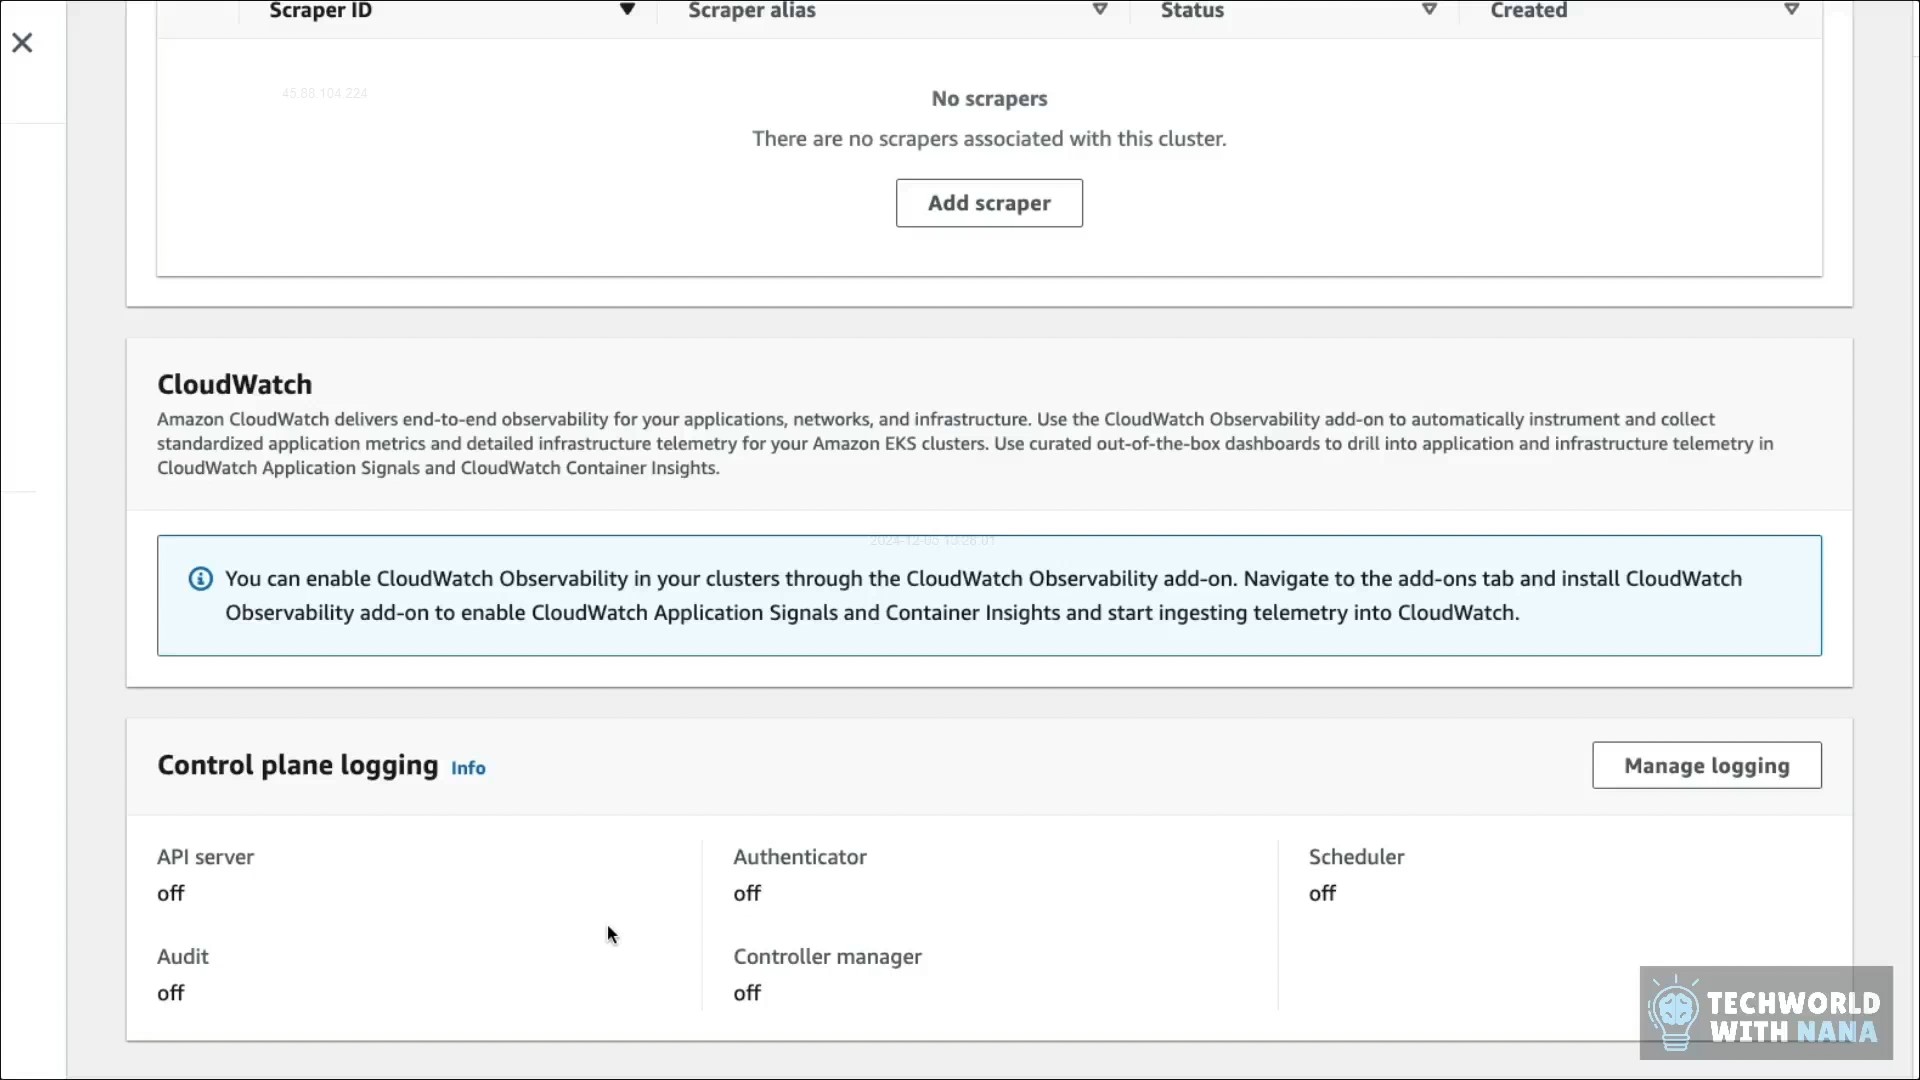 Scraper ID Scraper alias Status Created
45.88.104.224
No scrapers
There are no scrapers associated with this cluster.
Add scraper
CloudWatch
Amazon CloudWatch delivers end-to-end observability for your applications, networks, and infrastructure. Use the CloudWatch Observability add-on to automatically instrument and collect
standardized application metrics and detailed infrastructure telemetry for your Amazon EKS clusters. Use curated out-of-the-box dashboards to drill into application and infrastructure telemetry in
CloudWatch Application Signals and CloudWatch Container Insights.
You can enable CloudWatch Observability in your clusters through the CloudWatch Observability add-on. Navigate to the add-ons tab and install CloudWatch
Observability add-on to enable CloudWatch Application Signals and Container Insights and start ingesting telemetry into CloudWatch.
Control plane logging Info
Manage logging
API server
off
Authenticator
off
Scheduler
off
Audit
off
Controller manager
off
TECHWORLD
WITH NANA